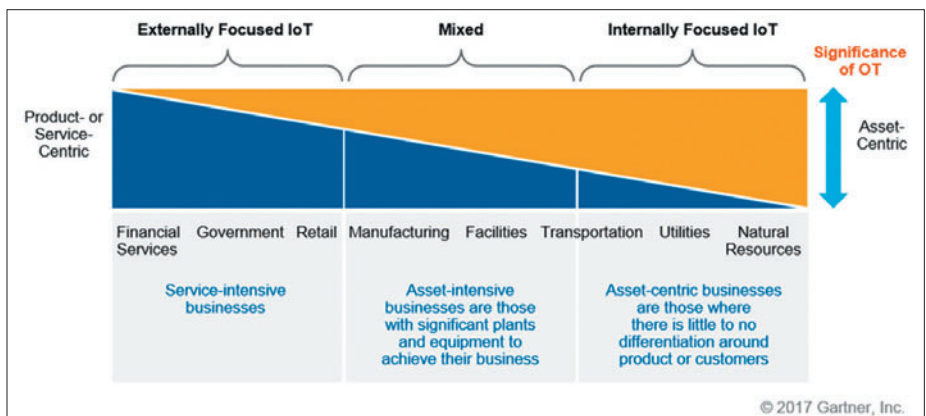 Externally Focused IoT
Mixed
Internally Focused IoT
Significance
of OT
Product- or
Service-
Centric
Asset-
Centric
Financial
Services
Government
Retail
Manufacturing
Facilities
Transportation
Utilities
Natural
Resources
Service-intensive
businesses
Asset-intensive
businesses are those
with significant plants
and equipment to
achieve their business
Asset-centric businesses
are those where
there is little to no
differentiation around
product or customers
© 2017 Gartner, Inc.